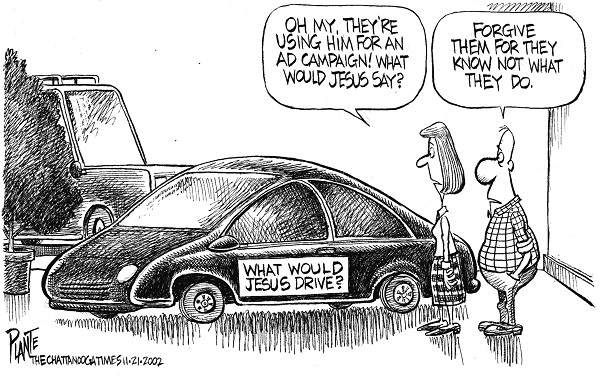 OH MY, THEY'RE
USING HIM FOR AN
AD CAMPAIGN! WHAT
WOULD JESUS SAY?
FORGIVE
THEM FOR THEY
KNOW NOT WHAT
THEY DO.
WHAT WOULD
JESUS DRIVE?
PLANTE
THE CHATTANOOGA TIMES 11·21·2002